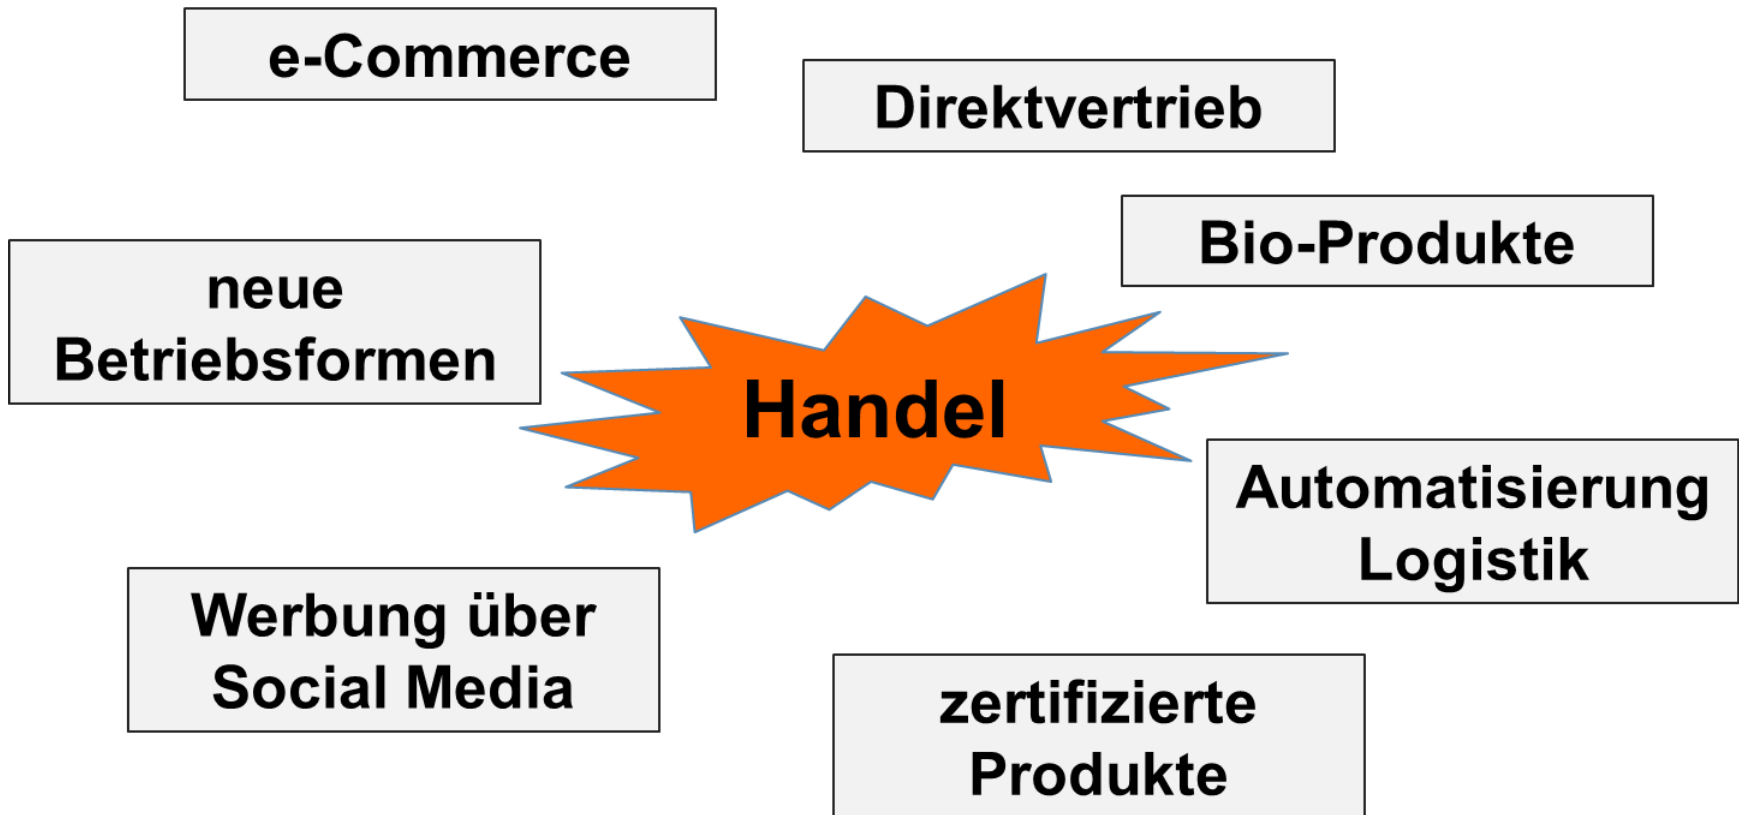 e-Commerce
Direktvertrieb
Bio-Produkte
neue
Betriebsformen
Handel
Automatisierung
Logistik
Werbung über
Social Media
zertifizierte
Produkte